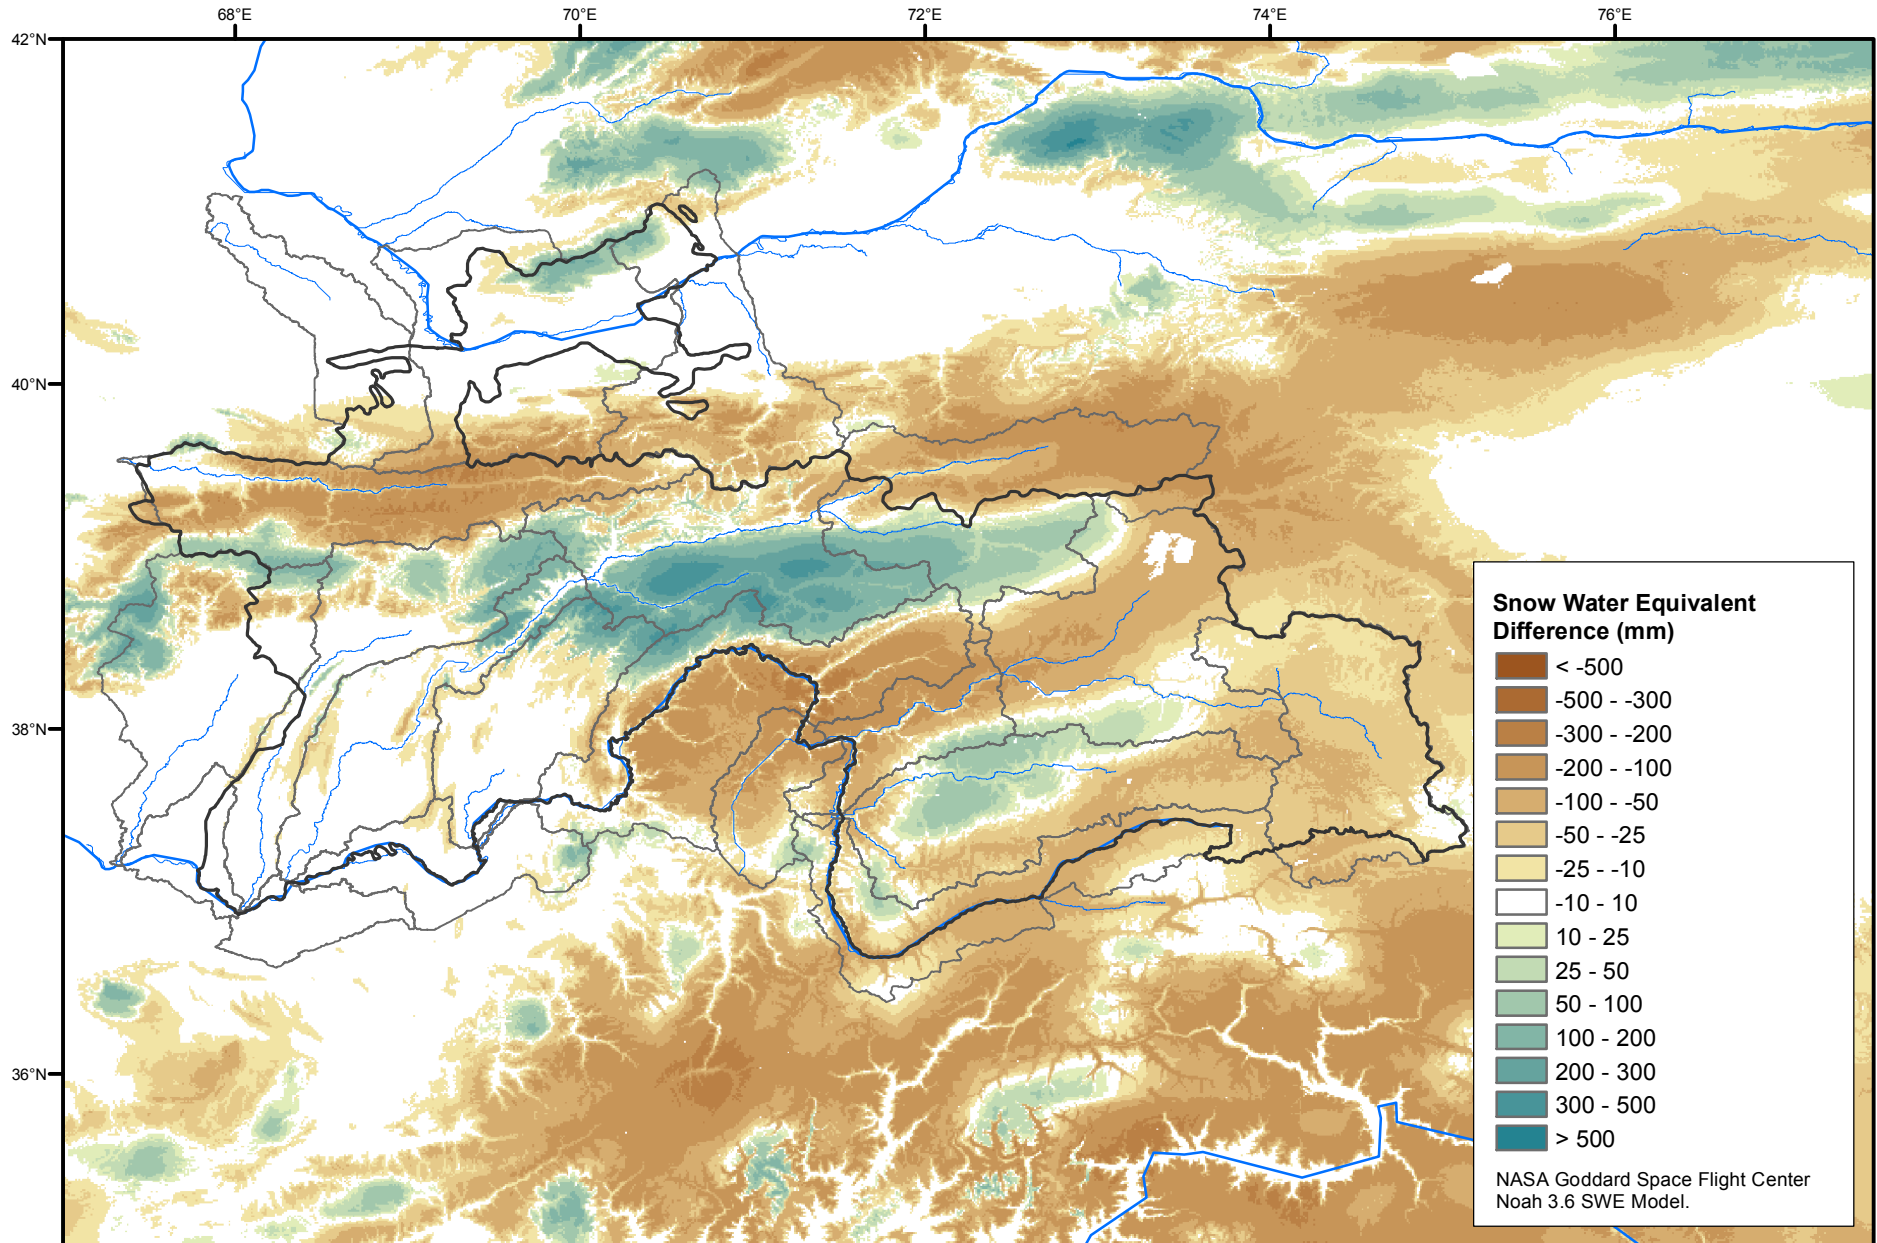 68°E 70°E 72°E 74°E 76°E
42°N
40°N
38°N
36°N
Snow Water Equivalent
Difference (mm)
< -500
-500 - -300
-300 - -200
-200 - -100
-100 - -50
-50 - -25
-25 - -10
-10 - 10
10 - 25
25 - 50
50 - 100
100 - 200
200 - 300
300 - 500
> 500
NASA Goddard Space Flight Center
Noah 3.6 SWE Model.